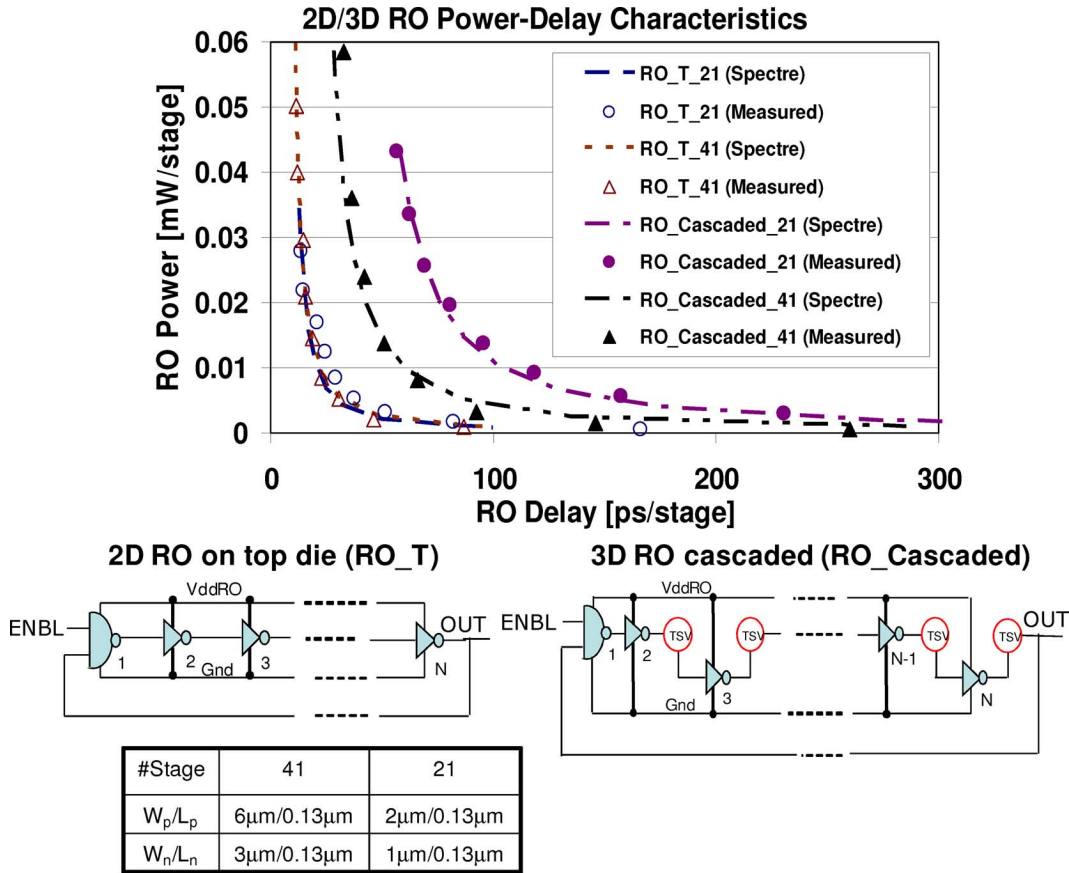 2D/3D RO Power-Delay Characteristics
RO Power [mW/stage]
0.06
0.05
0.04
0.03
0.02
0.01
0
RO_T_21 (Spectre)
RO_T_21 (Measured)
RO_T_41 (Spectre)
RO_T_41 (Measured)
RO_Cascaded_21 (Spectre)
RO_Cascaded_21 (Measured)
RO_Cascaded_41 (Spectre)
RO_Cascaded_41 (Measured)
0 100 200 300
RO Delay [ps/stage]
2D RO on top die (RO_T)
VddRO
ENBL
OUT
1 2 3 N
Gnd
3D RO cascaded (RO_Cascaded)
VddRO
ENBL
TSV TSV TSV TSV
OUT
1 2 3 N-1 N
Gnd
#Stage 41 21
Wp/Lp 6μm/0.13μm 2μm/0.13μm
Wn/Ln 3μm/0.13μm 1μm/0.13μm